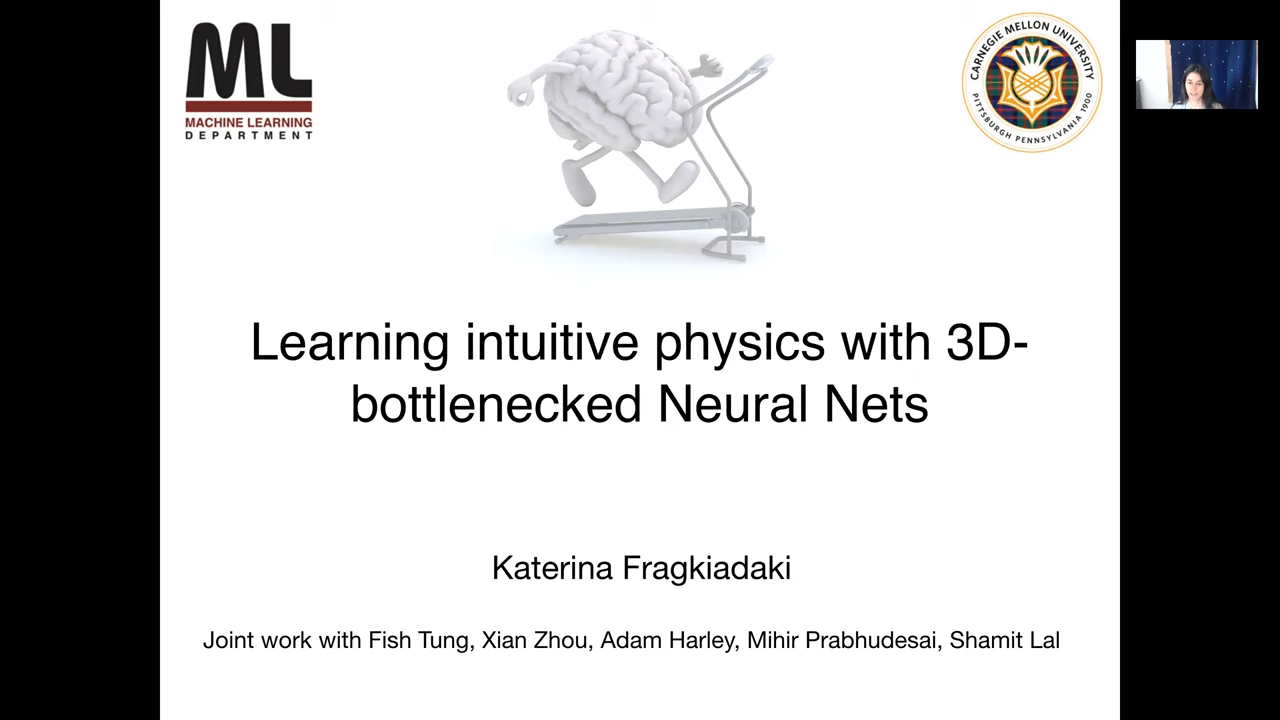 ML
MACHINE LEARNING
DEPARTMENT
CARNEGIE MELLON UNIVERSITY
PITTSBURGH PENNSYLVANIA 1900
Learning intuitive physics with 3D-
bottlenecked Neural Nets
Katerina Fragkiadaki
Joint work with Fish Tung, Xian Zhou, Adam Harley, Mihir Prabhudesai, Shamit Lal